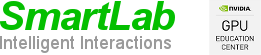 SmartLab
Intelligent Interactions
NVIDIA.
GPU
EDUCATION
CENTER